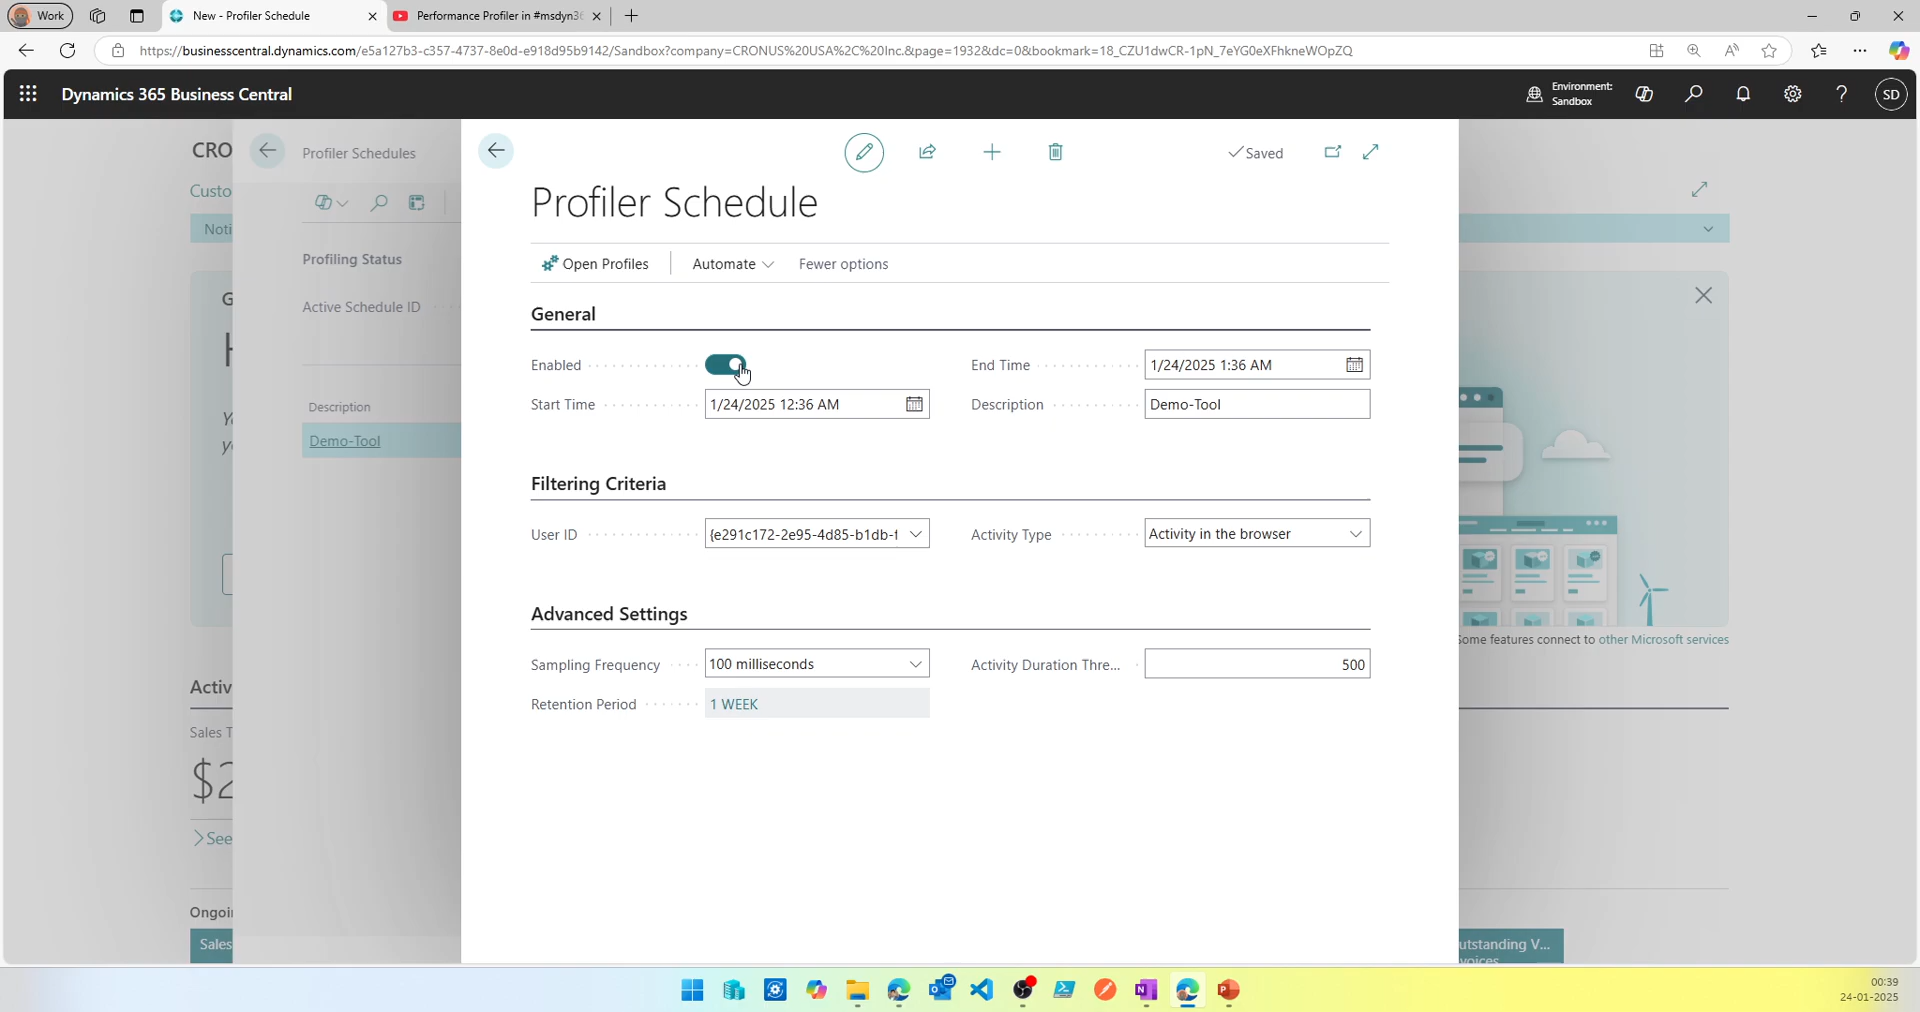 Work
New - Profiler Schedule
Performance Profiler in #msdyn36
https://businesscentral.dynamics.com/e5a127b3-c357-4737-8e0d-e918d95b9142/Sandbox?company=CRONUS%20USA%2C%20Inc.&page=1932&dc=0&bookmark=18_CZU1dwCR-1pN_7eYG0eXFhkneWOpZQ
Dynamics 365 Business Central
Environment:
Sandbox
SD
CRO
Profiler Schedules
Saved
Custo
Profiler Schedule
Noti
Profiling Status
Open Profiles
Automate
Fewer options
Active Schedule ID
General
Enabled
End Time
1/24/2025 1:36 AM
Start Time
1/24/2025 12:36 AM
Description
Demo-Tool
Description
Demo-Tool
Filtering Criteria
User ID
{e291c172-2e95-4d85-b1db-f
Activity Type
Activity in the browser
Advanced Settings
Some features connect to other Microsoft services
Sampling Frequency
100 milliseconds
Activity Duration Thre...
500
Retention Period
1 WEEK
Activ
Sales T
$2
See
Ongoi
Sales
utstanding V...
voices
00:39
24-01-2025